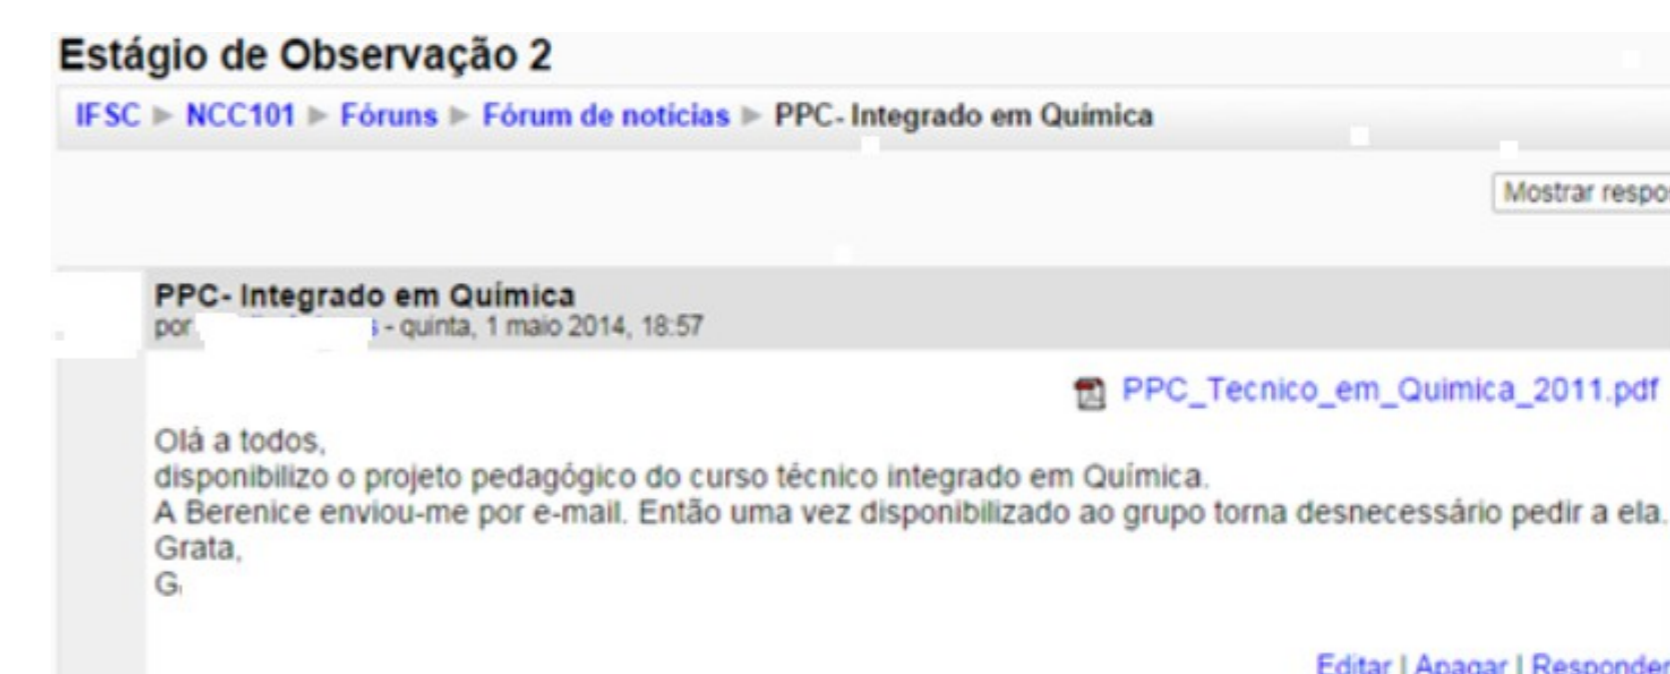 Estágio de Observação 2
IFSC ► NCC101 ► Fóruns ► Fórum de notícias ► PPC- Integrado em Química
Mostrar
PPC- Integrado em Química
por - quinta, 1 maio 2014, 18:57
PPC_Tecnico_em_Quimica_2011.pdf
Olá a todos,
disponibilizo o projeto pedagógico do curso técnico integrado em Química.
A Berenice enviou-me por e-mail. Então uma vez disponibilizado ao grupo torna desnecessário pedir a ela.
Grata,
G
Editar | Apagar | Responder